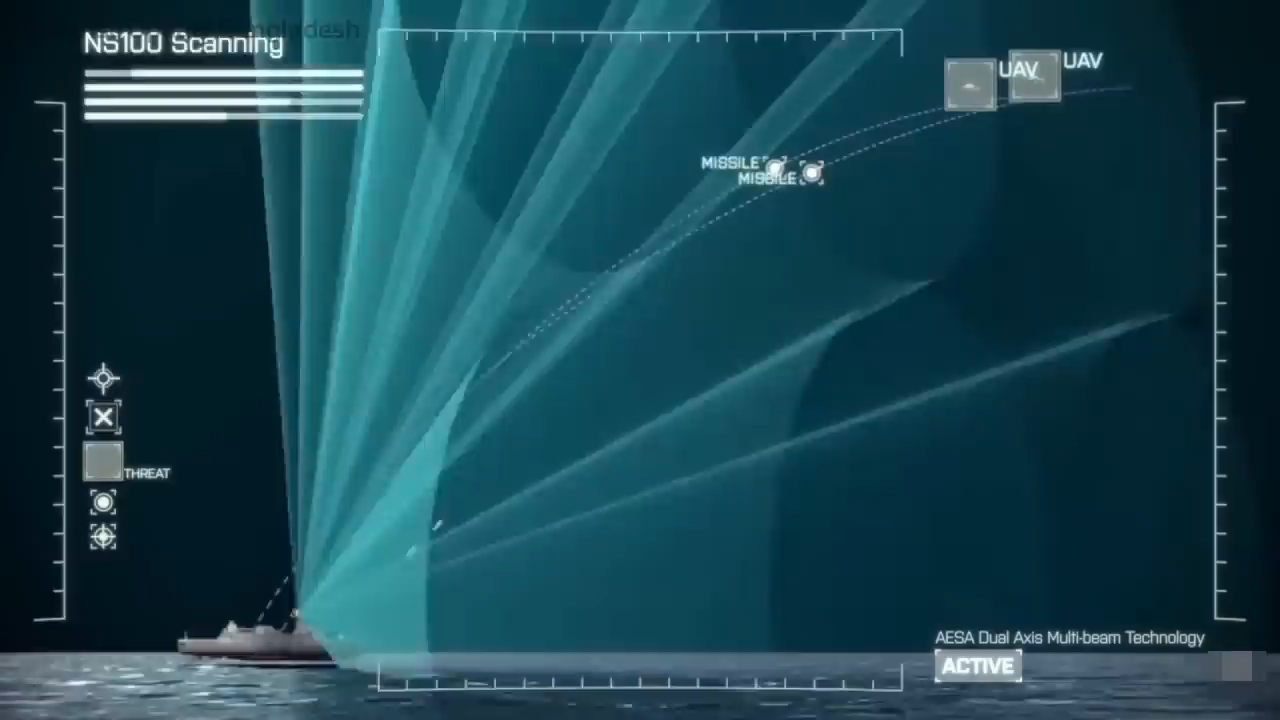 NS100 Scanning
UAV
UAV
MISSILE
MISSILE
THREAT
AESA Dual Axis Multi-beam Technology
ACTIVE